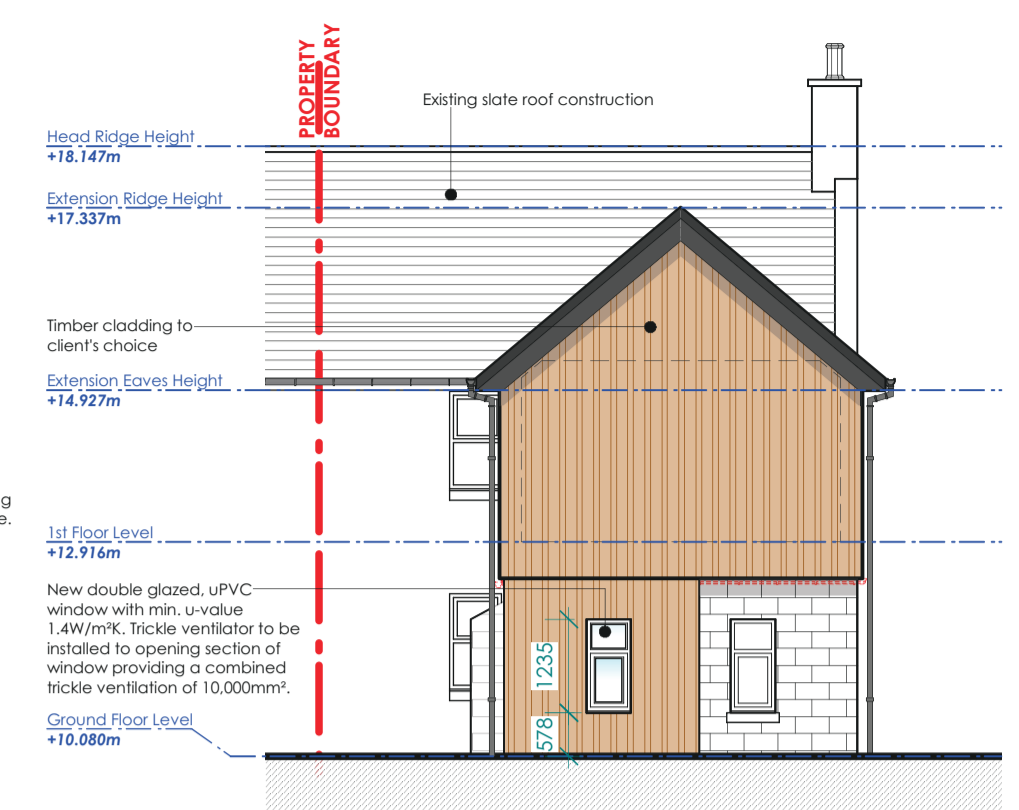 PROPERTY
BOUNDARY
Existing slate roof construction
Head Ridge Height
+18.147m
Extension Ridge Height
+17.337m
Timber cladding to
client's choice
Extension Eaves Height
+14.927m
g
e.
1st Floor Level
+12.916m
New double glazed, uPVC
window with min. u-value
1.4W/m²K. Trickle ventilator to be
installed to opening section of
window providing a combined
trickle ventilation of 10,000mm².
1235
578
Ground Floor Level
+10.080m